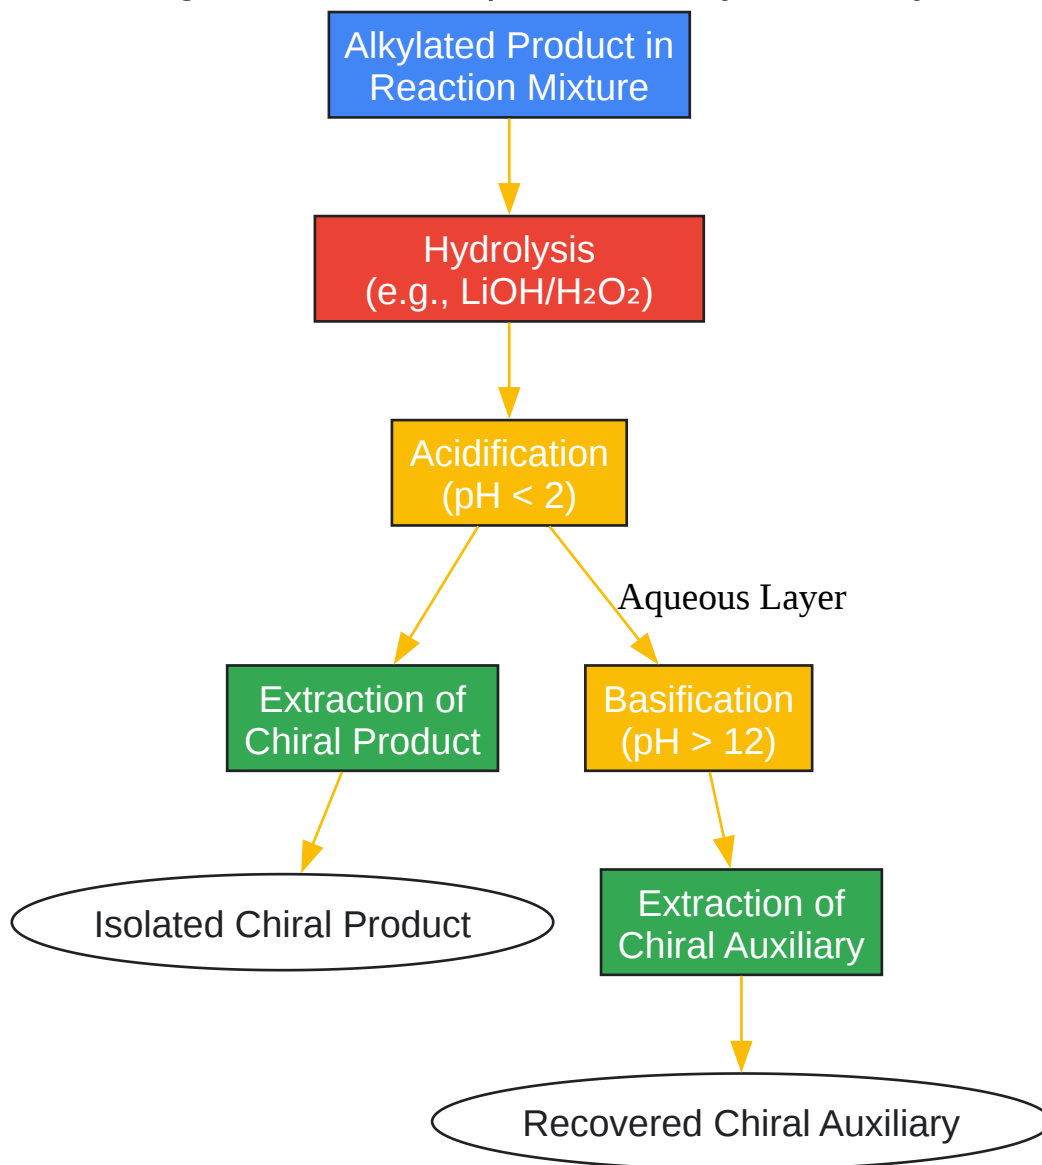 Alkylated Product in
Reaction Mixture
Hydrolysis
(e.g., LiOH/H₂O₂)
Acidification
(pH < 2)
Aqueous Layer
Extraction of
Chiral Product
Basification
(pH > 12)
Isolated Chiral Product
Extraction of
Chiral Auxiliary
Recovered Chiral Auxiliary